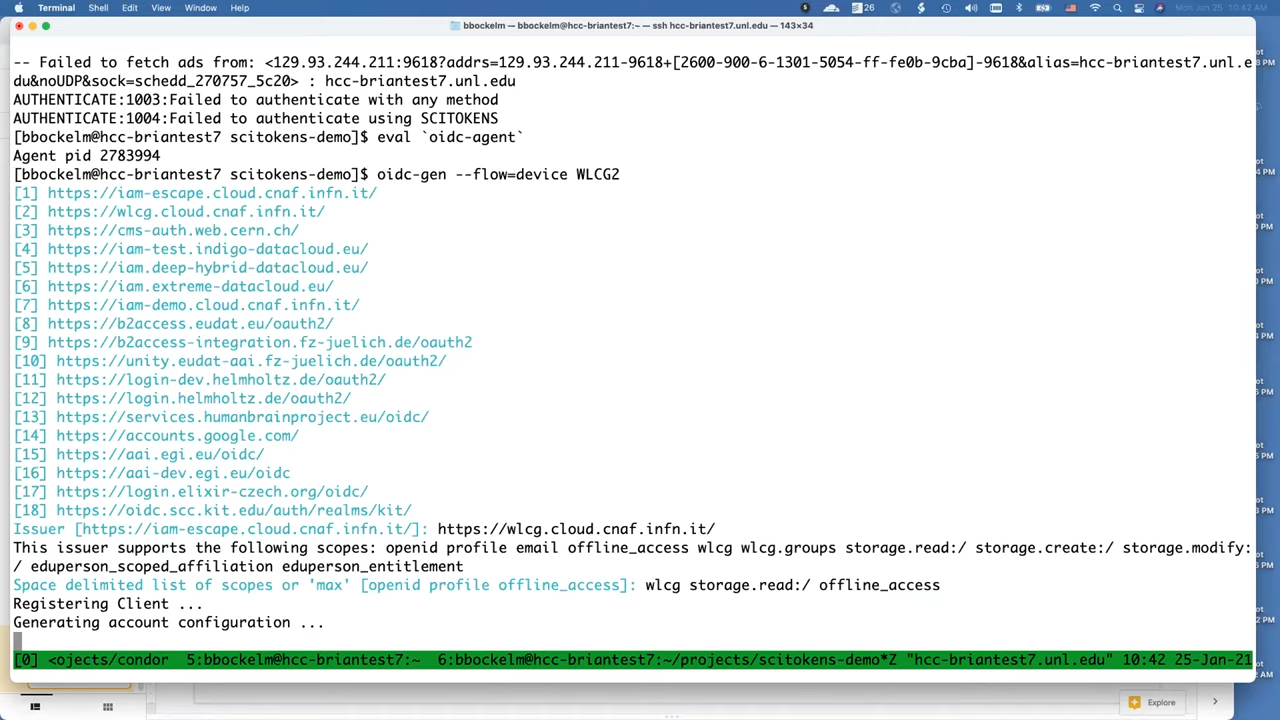 Terminal Shell Edit View Window Help 26 Mon Jan 25 10:42 AM
bbockelm — bbockelm@hcc-briantest7:~ — ssh hcc-briantest7.unl.edu — 143×34
-- Failed to fetch ads from: <129.93.244.211:9618?addrs=129.93.244.211-9618+[2600-900-6-1301-5054-ff-fe0b-9cba]-9618&alias=hcc-briantest7.unl.e
du&noUDP&sock=schedd_270757_5c20> : hcc-briantest7.unl.edu
AUTHENTICATE:1003:Failed to authenticate with any method
AUTHENTICATE:1004:Failed to authenticate using SCITOKENS
[bbockelm@hcc-briantest7 scitokens-demo]$ eval `oidc-agent`
Agent pid 2783994
[bbockelm@hcc-briantest7 scitokens-demo]$ oidc-gen --flow=device WLCG2
[1] https://iam-escape.cloud.cnaf.infn.it/
[2] https://wlcg.cloud.cnaf.infn.it/
[3] https://cms-auth.web.cern.ch/
[4] https://iam-test.indigo-datacloud.eu/
[5] https://iam.deep-hybrid-datacloud.eu/
[6] https://iam.extreme-datacloud.eu/
[7] https://iam-demo.cloud.cnaf.infn.it/
[8] https://b2access.eudat.eu/oauth2/
[9] https://b2access-integration.fz-juelich.de/oauth2
[10] https://unity.eudat-aai.fz-juelich.de/oauth2/
[11] https://login-dev.helmholtz.de/oauth2/
[12] https://login.helmholtz.de/oauth2/
[13] https://services.humanbrainproject.eu/oidc/
[14] https://accounts.google.com/
[15] https://aai.egi.eu/oidc/
[16] https://aai-dev.egi.eu/oidc
[17] https://login.elixir-czech.org/oidc/
[18] https://oidc.scc.kit.edu/auth/realms/kit/
Issuer [https://iam-escape.cloud.cnaf.infn.it/]: https://wlcg.cloud.cnaf.infn.it/
This issuer supports the following scopes: openid profile email offline_access wlcg wlcg.groups storage.read:/ storage.create:/ storage.modify:
/ eduperson_scoped_affiliation eduperson_entitlement
Space delimited list of scopes or 'max' [openid profile offline_access]: wlcg storage.read:/ offline_access
Registering Client ...
Generating account configuration ...
[0] <ojects/condor 5:bbockelm@hcc-briantest7:~ 6:bbockelm@hcc-briantest7:~/projects/scitokens-demo*Z "hcc-briantest7.unl.edu" 10:42 25-Jan-21
Explore